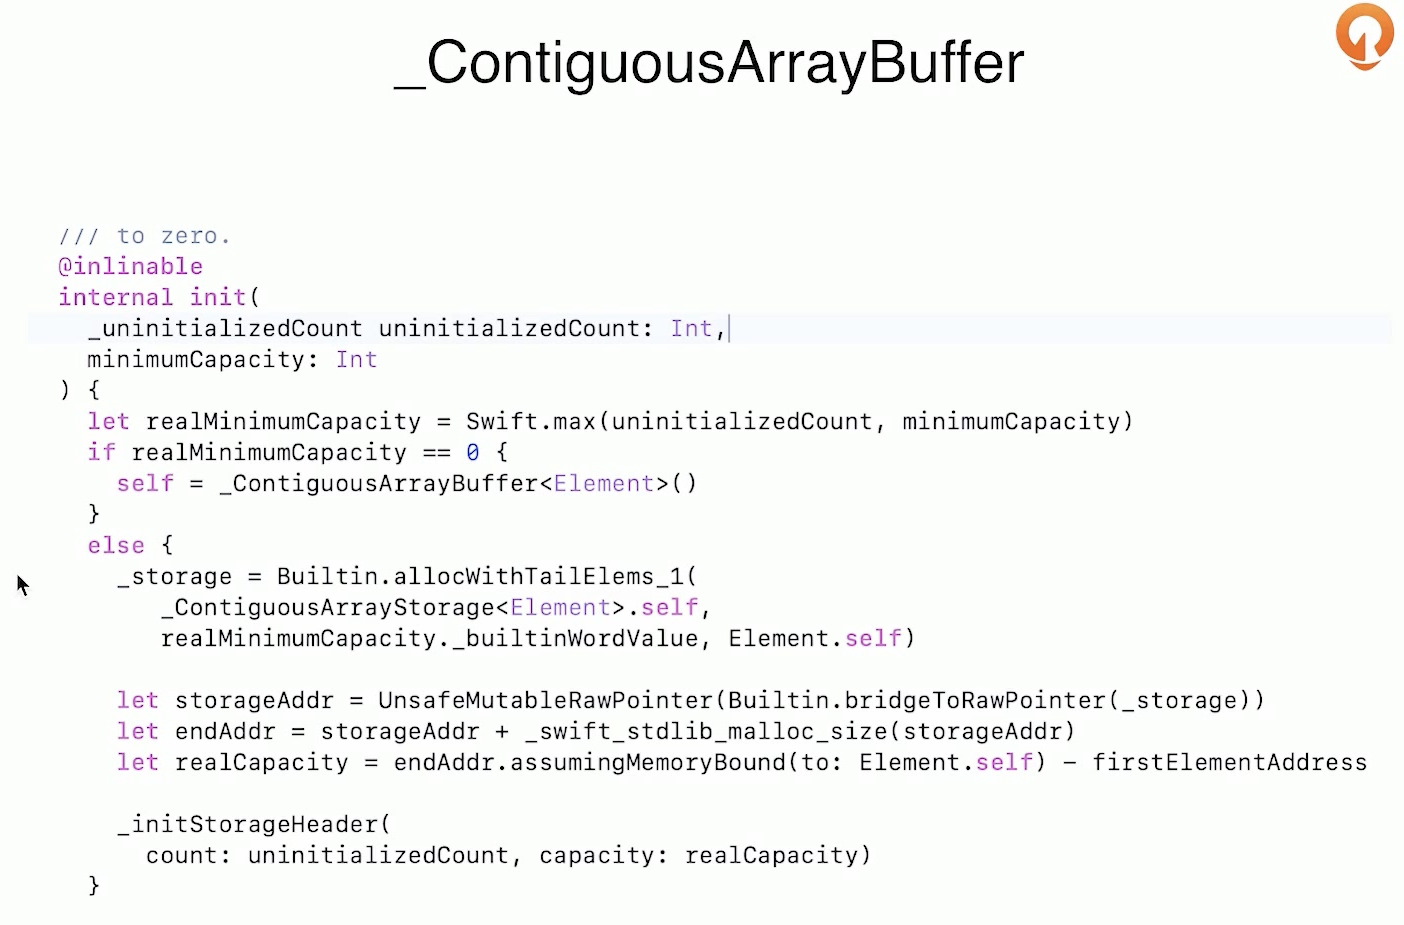 _ContiguousArrayBuffer
/// to zero.
@inlinable
internal init(
  _uninitializedCount uninitializedCount: Int,
  minimumCapacity: Int
) {
  let realMinimumCapacity = Swift.max(uninitializedCount, minimumCapacity)
  if realMinimumCapacity == 0 {
    self = _ContiguousArrayBuffer<Element>()
  }
  else {
    _storage = Builtin.allocWithTailElems_1(
       _ContiguousArrayStorage<Element>.self,
       realMinimumCapacity._builtinWordValue, Element.self)

    let storageAddr = UnsafeMutableRawPointer(Builtin.bridgeToRawPointer(_storage))
    let endAddr = storageAddr + _swift_stdlib_malloc_size(storageAddr)
    let realCapacity = endAddr.assumingMemoryBound(to: Element.self) - firstElementAddress

    _initStorageHeader(
      count: uninitializedCount, capacity: realCapacity)
  }